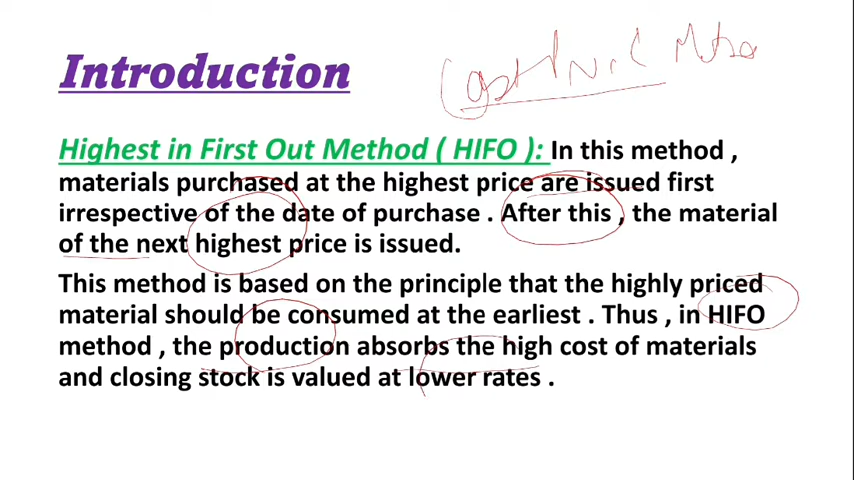 Introduction
Highest in First Out Method ( HIFO ): In this method ,
materials purchased at the highest price are issued first
irrespective of the date of purchase . After this , the material
of the next highest price is issued.
This method is based on the principle that the highly priced
material should be consumed at the earliest . Thus , in HIFO
method , the production absorbs the high cost of materials
and closing stock is valued at lower rates .